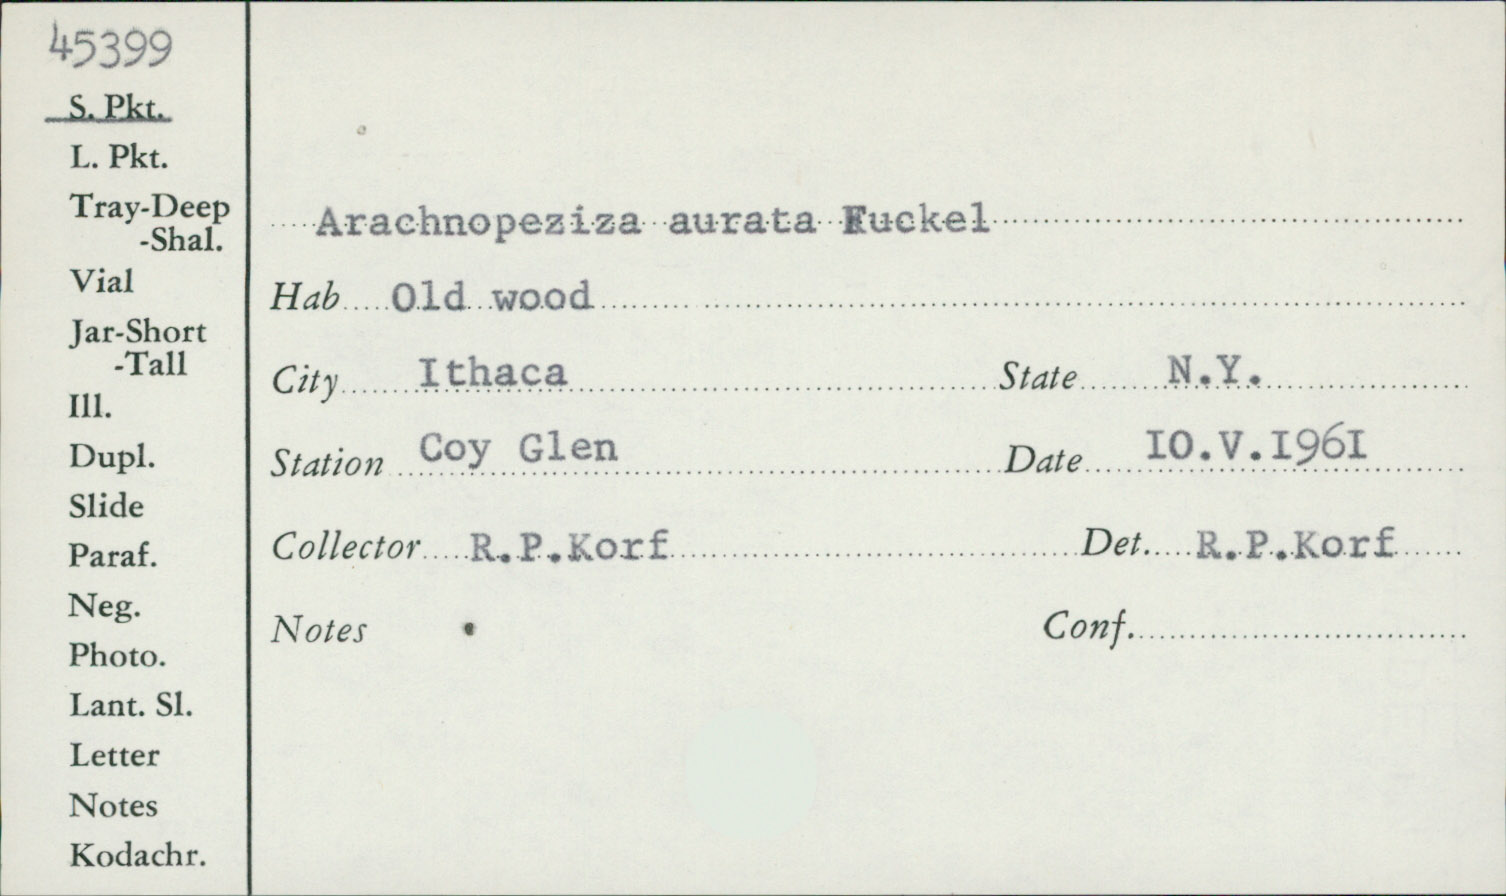 45399
S. Pkt.
L. Pkt.
Tray-Deep
-Shal.
Vial
Jar-Short
-Tall
Ill.
Dupl.
Slide
Paraf.
Neg.
Photo.
Lant. Sl.
Letter
Notes
Kodachr.
Arachnopeziza aurata Fuckel
Hab Old wood
City Ithaca State N.Y.
Station Coy Glen Date IO.V.I96I
Collector R.P.Korf Det. R.P.Korf
Notes Conf.